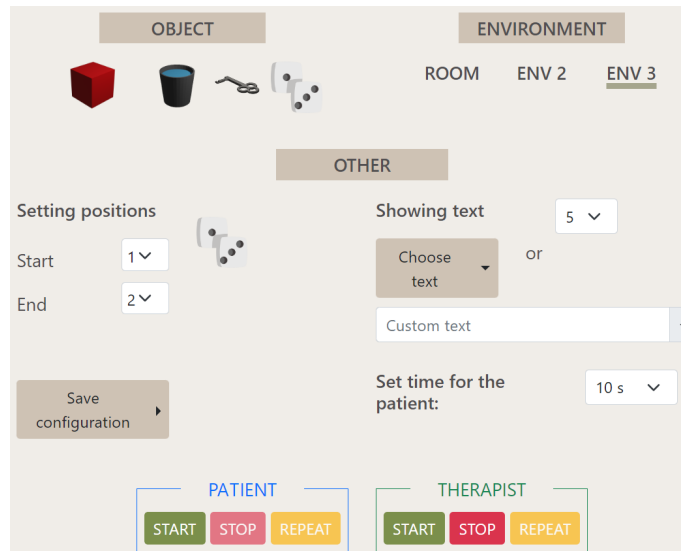 OBJECT
ENVIRONMENT
ROOM
ENV 2
ENV 3
OTHER
Setting positions
Showing text
5
Start
1
Choose
text
or
End
2
Custom text
Save
configuration
Set time for the
patient:
10 s
PATIENT
THERAPIST
START
STOP
REPEAT
START
STOP
REPEAT